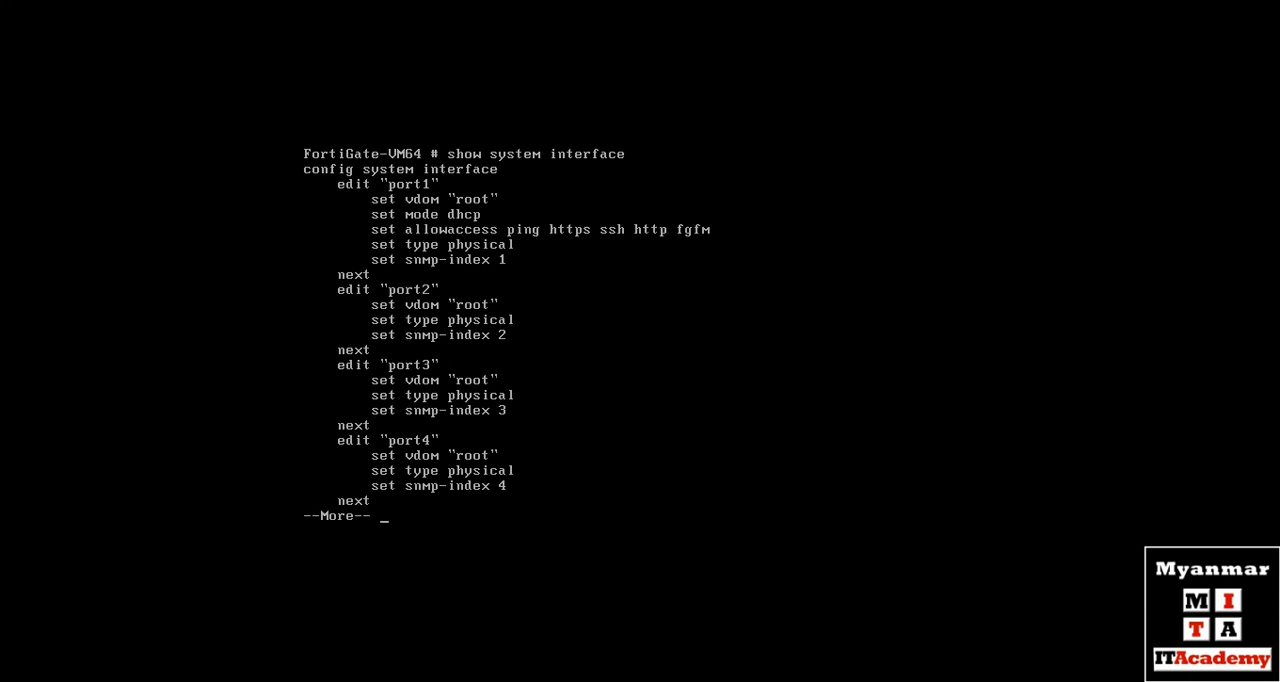 FortiGate-VM64 # show system interface
config system interface
    edit "port1"
        set vdom "root"
        set mode dhcp
        set allowaccess ping https ssh http fgfm
        set type physical
        set snmp-index 1
    next
    edit "port2"
        set vdom "root"
        set type physical
        set snmp-index 2
    next
    edit "port3"
        set vdom "root"
        set type physical
        set snmp-index 3
    next
    edit "port4"
        set vdom "root"
        set type physical
        set snmp-index 4
    next
--More-- _
Myanmar
M I
T A
ITAcademy